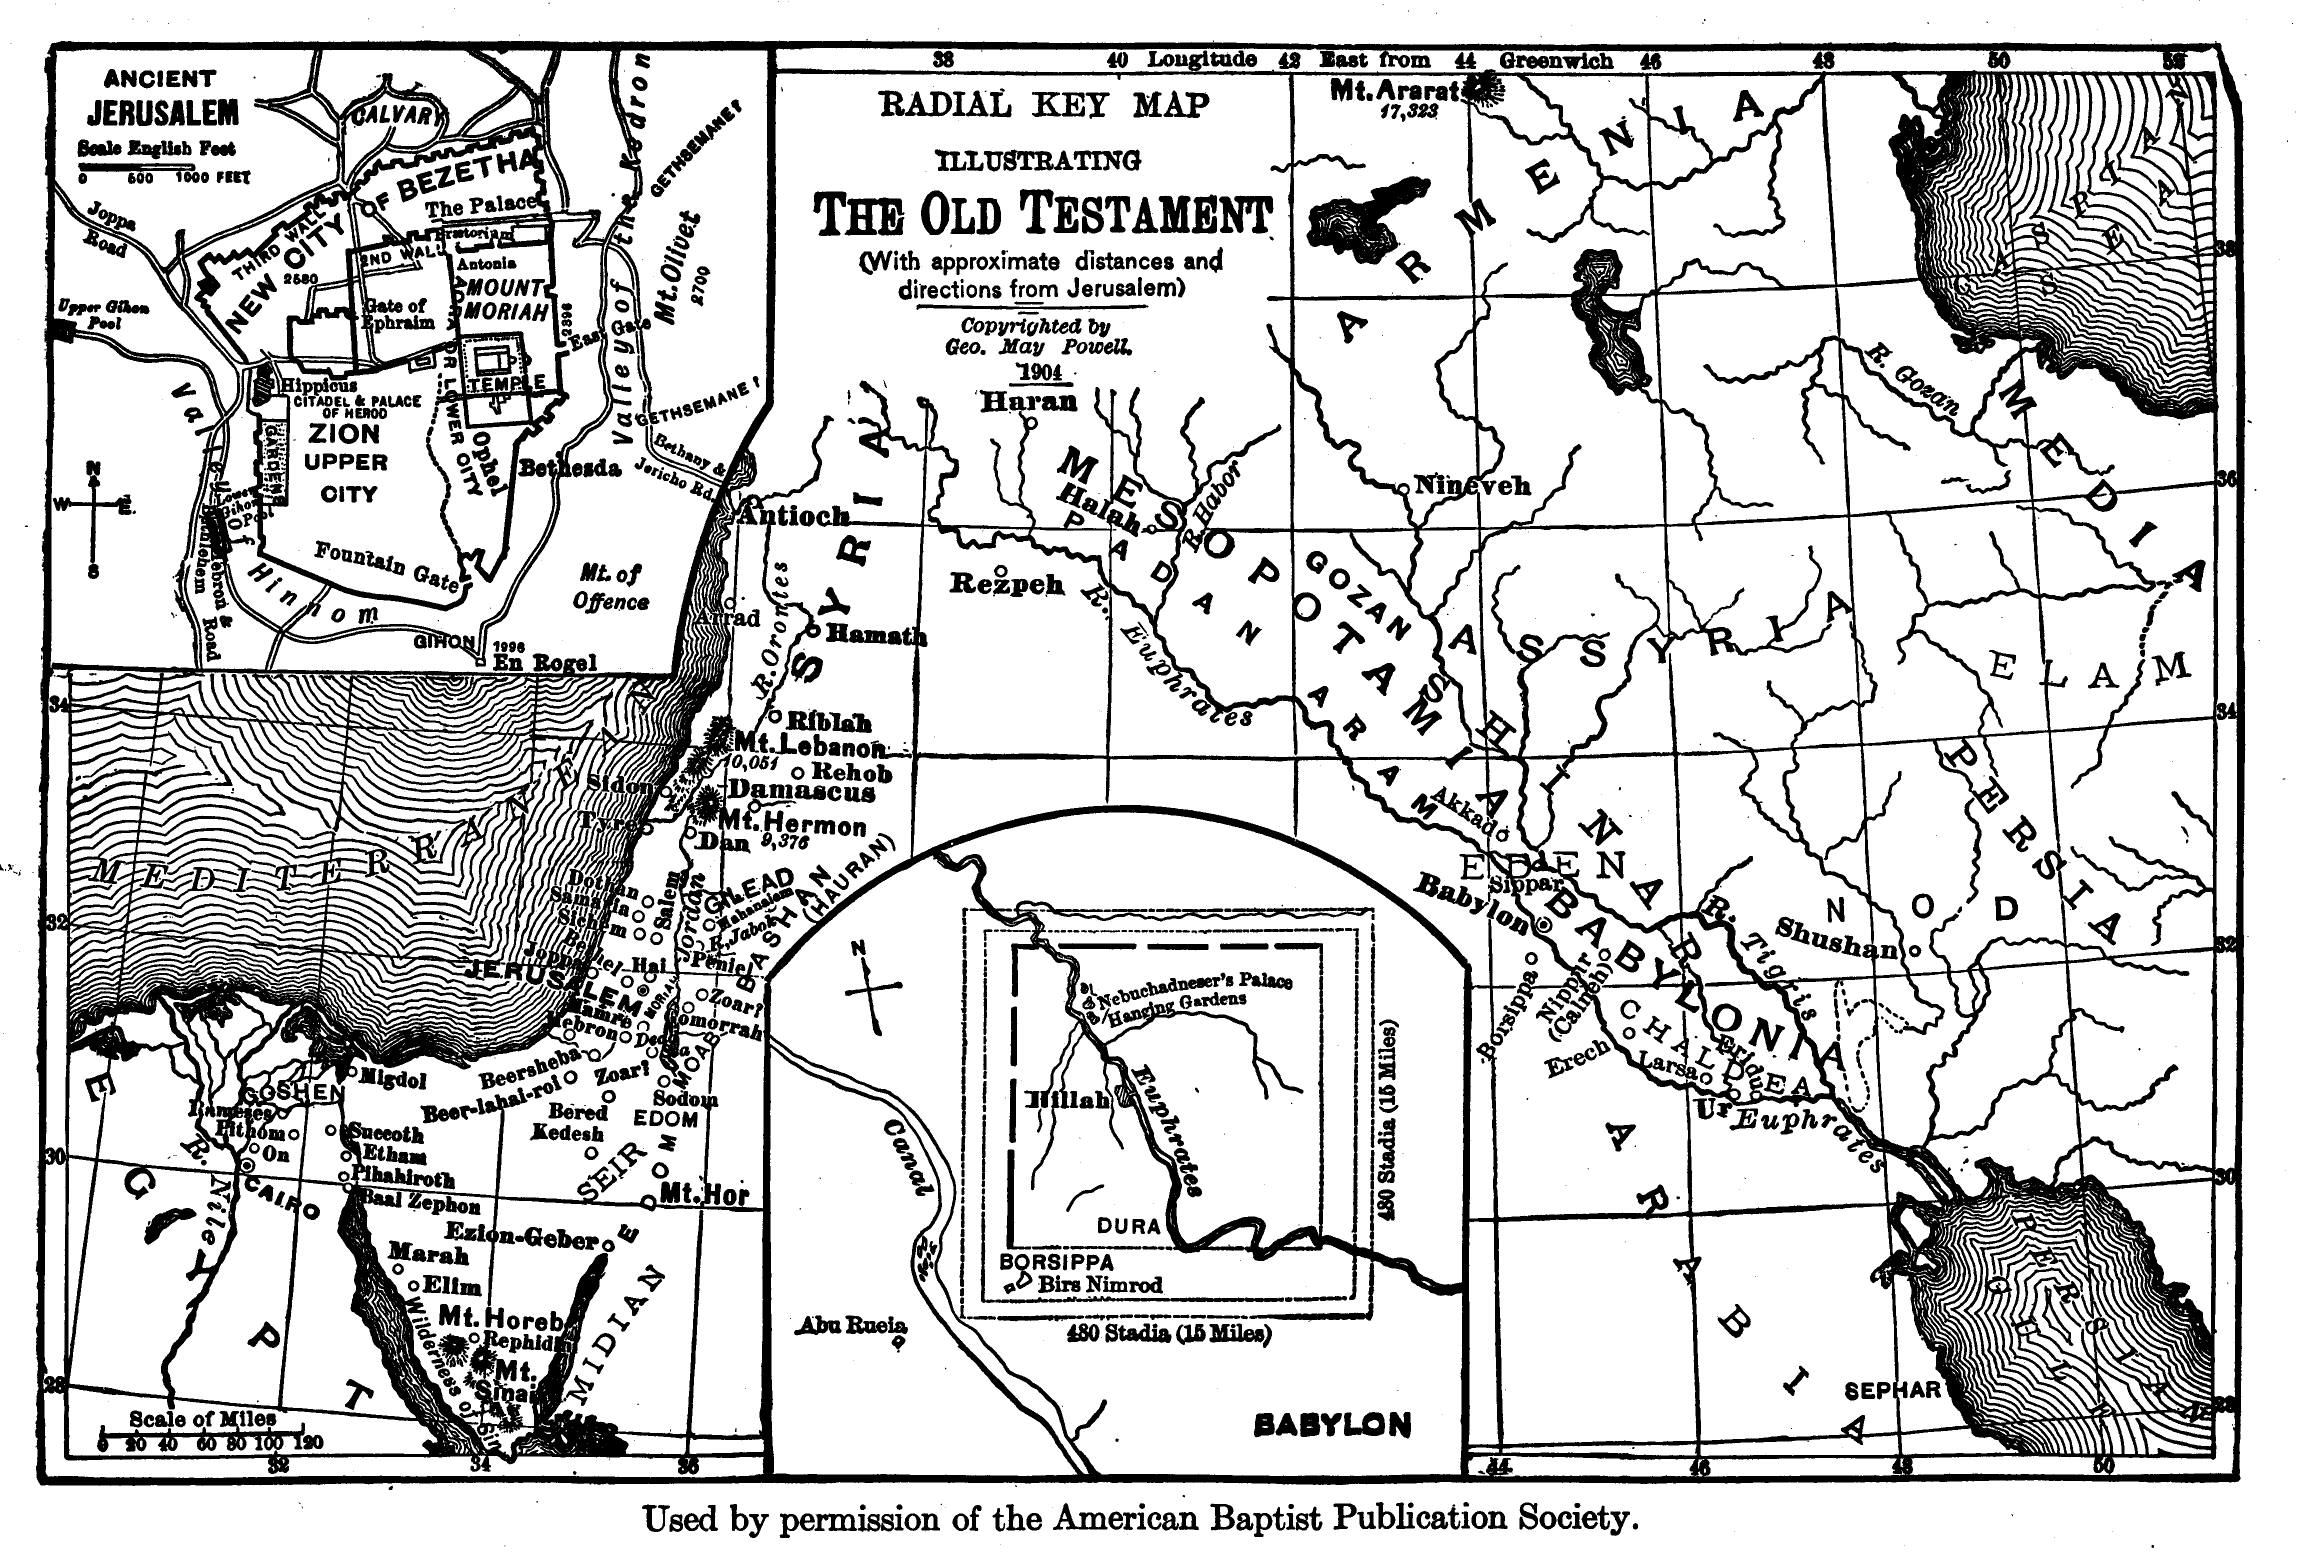 38 40 Longitude 42 East from 44 Greenwich 46 48 50 52
ANCIENT
JERUSALEM
Scale English Feet
0 500 1000 FEET
CALVARY
Valley of the Kedron
GETHSEMANE?
Joppa
Road
NEW CITY OF BEZETHA
THIRD WALL
2580
The Palace
Prætorium
2ND WALL
Antonia
Mt. Olivet
2700
MOUNT
MORIAH
2396
Upper Gihon
Pool
Gate of
Ephraim
East Gate
ACRA OR LOWER CITY
TEMPLE
Hippicus
CITADEL & PALACE
OF HEROD
GETHSEMANE?
ZION
UPPER
CITY
GARDENS
Ophel
Bethesda
Bethany &
Jericho Rd.
Valley of Hinnom
Lower
Gihon
Pool
Hebron &
Bethlehem Road
N
W E.
S
Fountain Gate
Mt. of
Offence
GIHON
1996
En Rogel
RADIAL KEY MAP
ILLUSTRATING
THE OLD TESTAMENT
(With approximate distances and
directions from Jerusalem)
Copyrighted by
Geo. May Powell.
1904
Mt. Ararat
17,323
ARMENIA
CASPIAN SEA
38
R. Gozan
MEDIA
Haran
MESOPOTAMIA
Halah
R. Habor
PADAN ARAM
Nineveh
36
Antioch
SYRIA
Rezpeh
R. Euphrates
GOZAN
ASSYRIA
ELAM
Arrad
R. Orontes
Hamath
34
34
Riblah
Mt. Lebanon
10,051
Rehob
Sidon
Damascus
Tyre
Mt. Hermon
9,376
Dan
MEDITERRANEAN
SHINAR
PERSIA
Akkad
EDEN
Sippar
Babylon
BABYLONIA
R. Tigris
NOD
Shushan
32
32
GILEAD
Mahanaiem
R. Jabok
BASHAN
(HAURAN)
Dothan
Samaria
Sichem
Salem
Jordan
Bethel
Joppa
Hai
Peniel
JERUSALEM
MORIAH
Mamre
Hebron
Zoar?
Gomorrah
Dead Sea
MOAB
Beersheba
Beer-lahai-roi
Zoar?
Sodom
Bered
EDOM
Kedesh
SEIR
Mt. Hor
Borsippa
Nippur
(Calneh)
Erech
CHALDEA
Larsa
Eridu
Ur
Euphrates
EGYPT
Migdol
GOSHEN
Rameses
Pithom
Succoth
On
Etham
30
30
Pihahiroth
CAIRO
Baal Zephon
R. Nile
Ezion-Geber
Marah
Elim
MIDIAN
Mt. Horeb
Rephidim
Wilderness of Sin
Mt.
Sinai
28
28
Scale of Miles
0 20 40 60 80 100 120
32 34 36
N
Nebuchadneser's Palace
Hanging Gardens
Hillah
Euphrates
480 Stadia (15 Miles)
Canal
DURA
BORSIPPA
Birs Nimrod
480 Stadia (15 Miles)
Abu Rueia
BABYLON
ARABIA
PERSIAN GULF
SEPHAR
44 46 48 50
Used by permission of the American Baptist Publication Society.